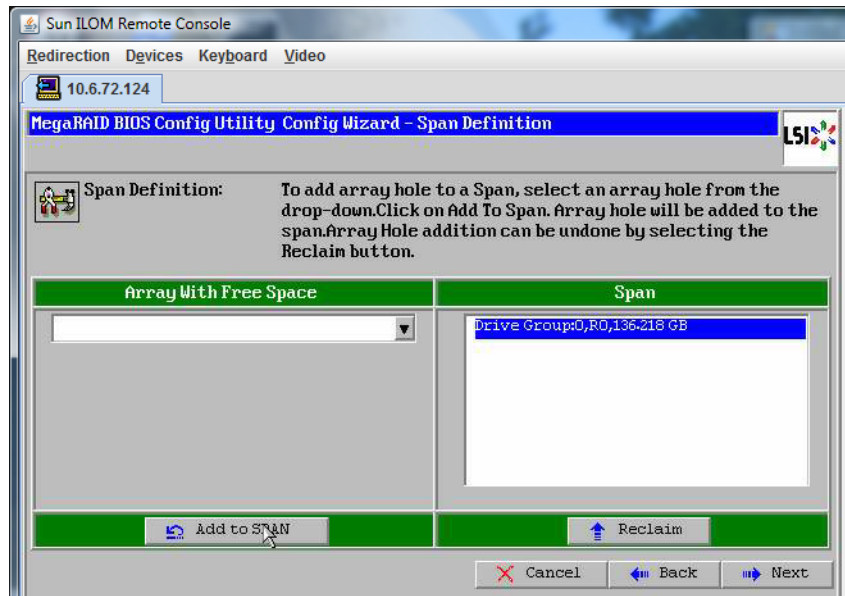 Sun ILOM Remote Console
Redirection Devices Keyboard Video
10.6.72.124
MegaRAID BIOS Config Utility Config Wizard - Span Definition
LSI
Span Definition:
To add array hole to a Span, select an array hole from the
drop-down.Click on Add To Span. Array hole will be added to the
span.Array Hole addition can be undone by selecting the
Reclaim button.
Array With Free Space
Span
Drive Group:0,R0,136.218 GB
Add to SPAN
Reclaim
Cancel
Back
Next